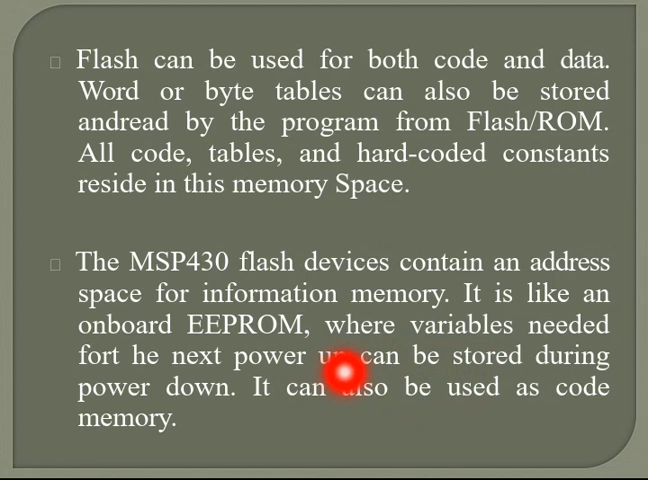 Flash can be used for both code and data.
Word or byte tables can also be stored
andread by the program from Flash/ROM.
All code, tables, and hard-coded constants
reside in this memory Space.
The MSP430 flash devices contain an address
space for information memory. It is like an
onboard EEPROM, where variables needed
fort he next power up can be stored during
power down. It can also be used as code
memory.